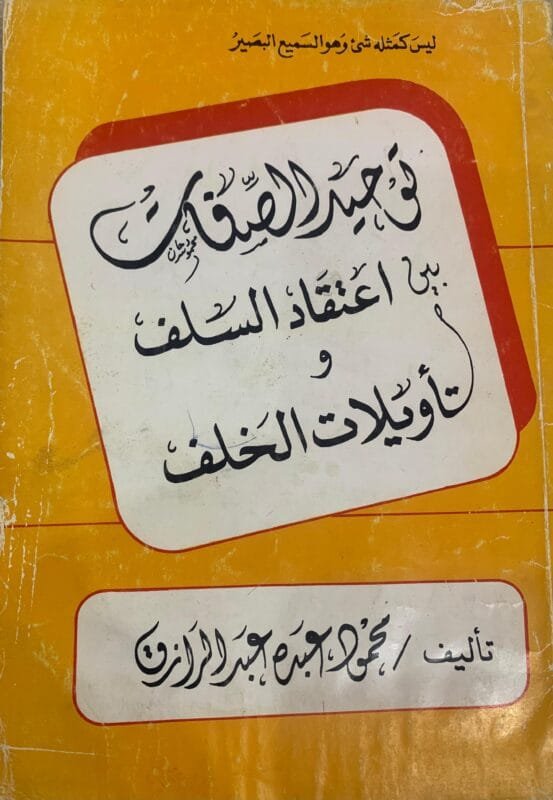 ليس كمثله شئ وهو السميع البصير
توحيد الصفات
بين اعتقاد السلف
و
تأويلات الخلف
تأليف / محمود عبده عبد الرازق